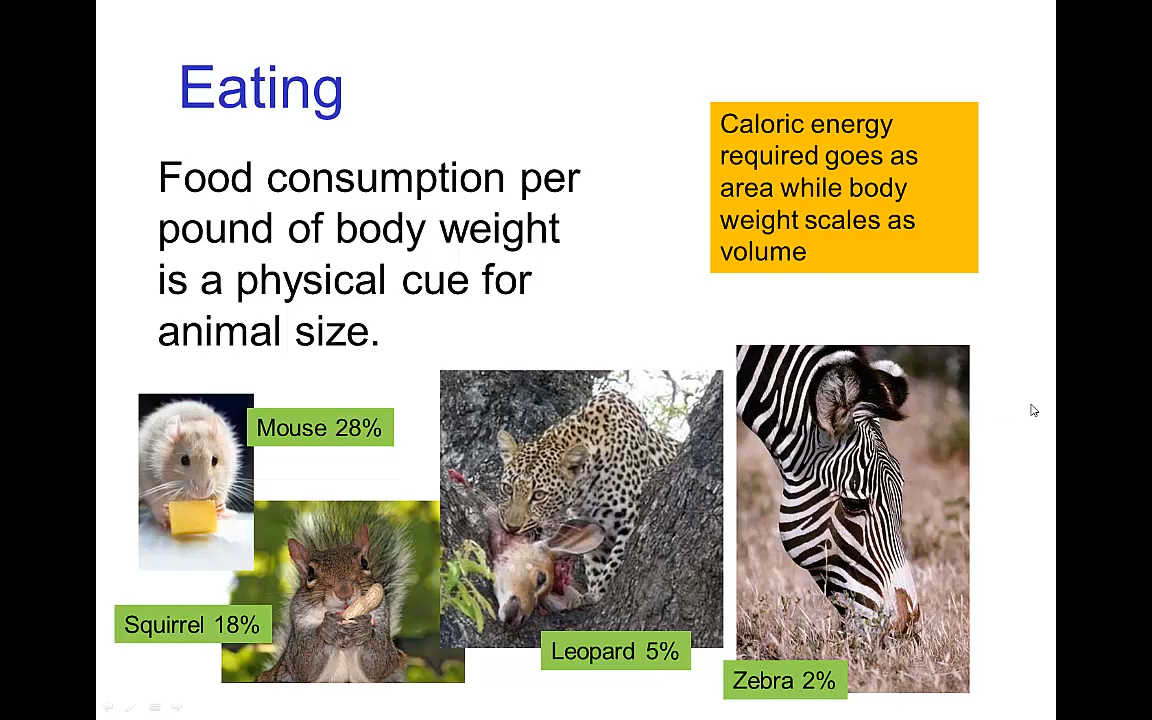 Eating
Food consumption per
pound of body weight
is a physical cue for
animal size.
Caloric energy
required goes as
area while body
weight scales as
volume
Mouse 28%
Squirrel 18%
Leopard 5%
Zebra 2%